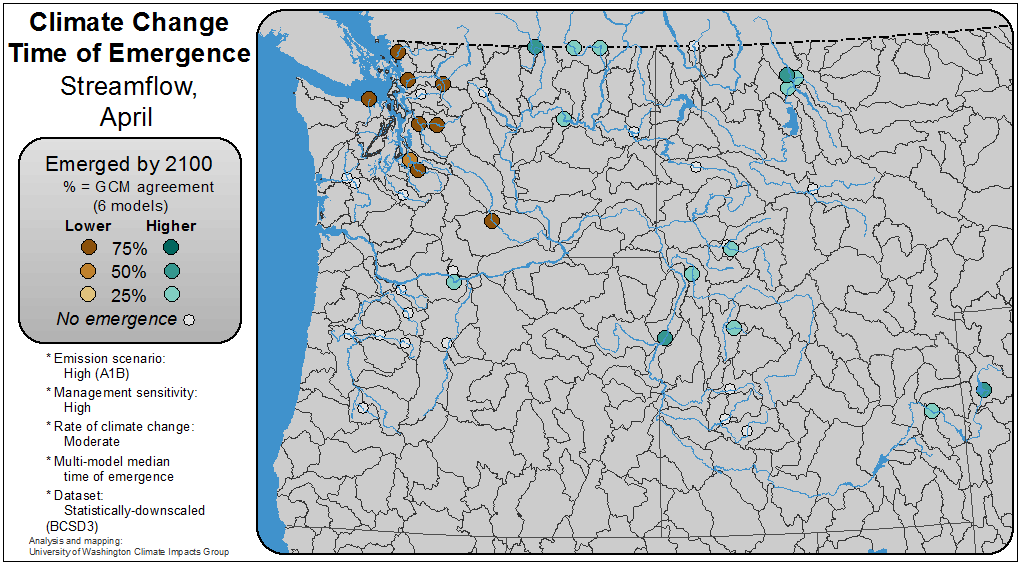 Climate Change
Time of Emergence
Streamflow,
April
Emerged by 2100
% = GCM agreement
(6 models)
Lower Higher
75%
50%
25%
No emergence
* Emission scenario:
High (A1B)
* Management sensitivity:
High
* Rate of climate change:
Moderate
* Multi-model median
time of emergence
* Dataset:
Statistically-downscaled
(BCSD3)
Analysis and mapping:
University of Washington Climate Impacts Group